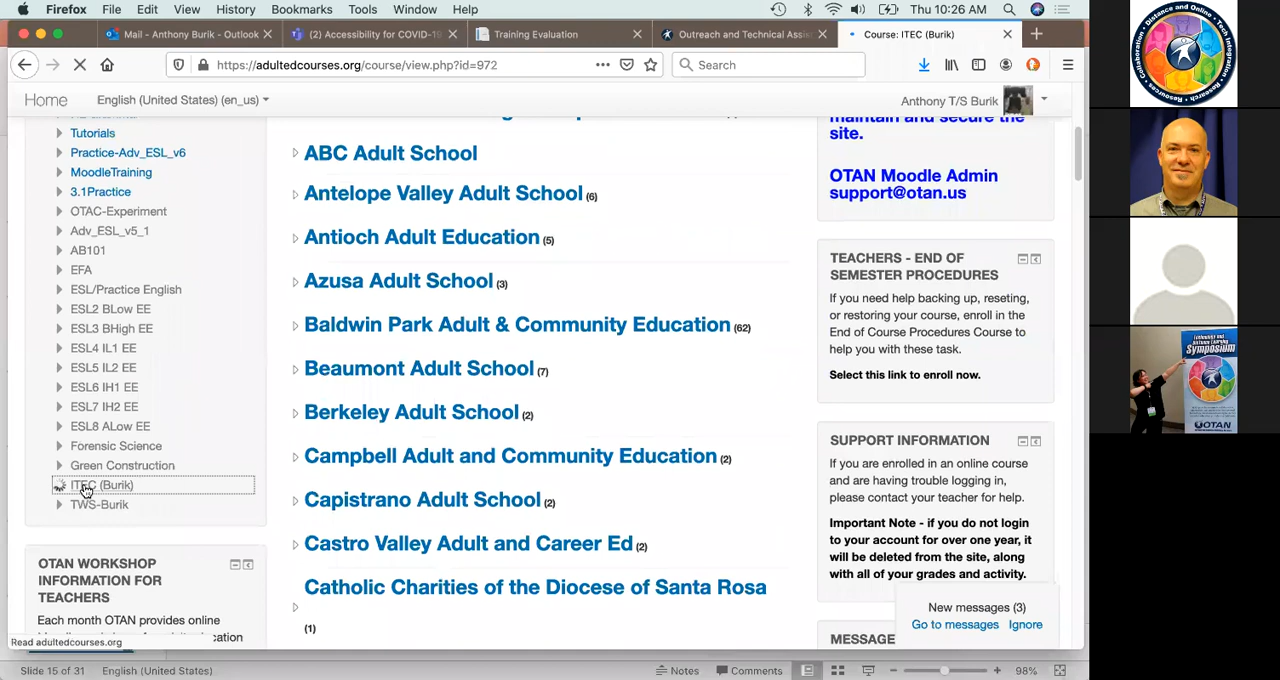 Firefox File Edit View History Bookmarks Tools Window Help Thu 10:26 AM
Mail - Anthony Burik - Outlook
(2) Accessibility for COVID-19
Training Evaluation
Outreach and Technical Assis
Course: ITEC (Burik)
https://adultedcourses.org/course/view.php?id=972
Search
Home English (United States) (en_us) Anthony T/S Burik
Tutorials
Practice-Adv_ESL_v6
MoodleTraining
3.1Practice
OTAC-Experiment
Adv_ESL_v5_1
AB101
EFA
ESL/Practice English
ESL2 BLow EE
ESL3 BHigh EE
ESL4 IL1 EE
ESL5 IL2 EE
ESL6 IH1 EE
ESL7 IH2 EE
ESL8 ALow EE
Forensic Science
Green Construction
ITEC (Burik)
TWS-Burik
OTAN WORKSHOP
INFORMATION FOR
TEACHERS
Each month OTAN provides online
Read adultedcourses.org
ABC Adult School
Antelope Valley Adult School (6)
Antioch Adult Education (5)
Azusa Adult School (3)
Baldwin Park Adult & Community Education (62)
Beaumont Adult School (7)
Berkeley Adult School (2)
Campbell Adult and Community Education (2)
Capistrano Adult School (2)
Castro Valley Adult and Career Ed (2)
Catholic Charities of the Diocese of Santa Rosa
(1)
maintain and secure the
site.
OTAN Moodle Admin
support@otan.us
TEACHERS - END OF
SEMESTER PROCEDURES
If you need help backing up, reseting,
or restoring your course, enroll in the
End of Course Procedures Course to
help you with these task.
Select this link to enroll now.
SUPPORT INFORMATION
If you are enrolled in an online course
and are having trouble logging in,
please contact your teacher for help.
Important Note - if you do not login
to your account for over one year, it
will be deleted from the site, along
with all of your grades and activity.
MESSAGE
New messages (3)
Go to messages Ignore
Slide 15 of 31 English (United States) Notes Comments 98%
Collaboration Distance and Online Tech Integration Research Resources
Technology and
Distance Learning
Symposium
OTAN